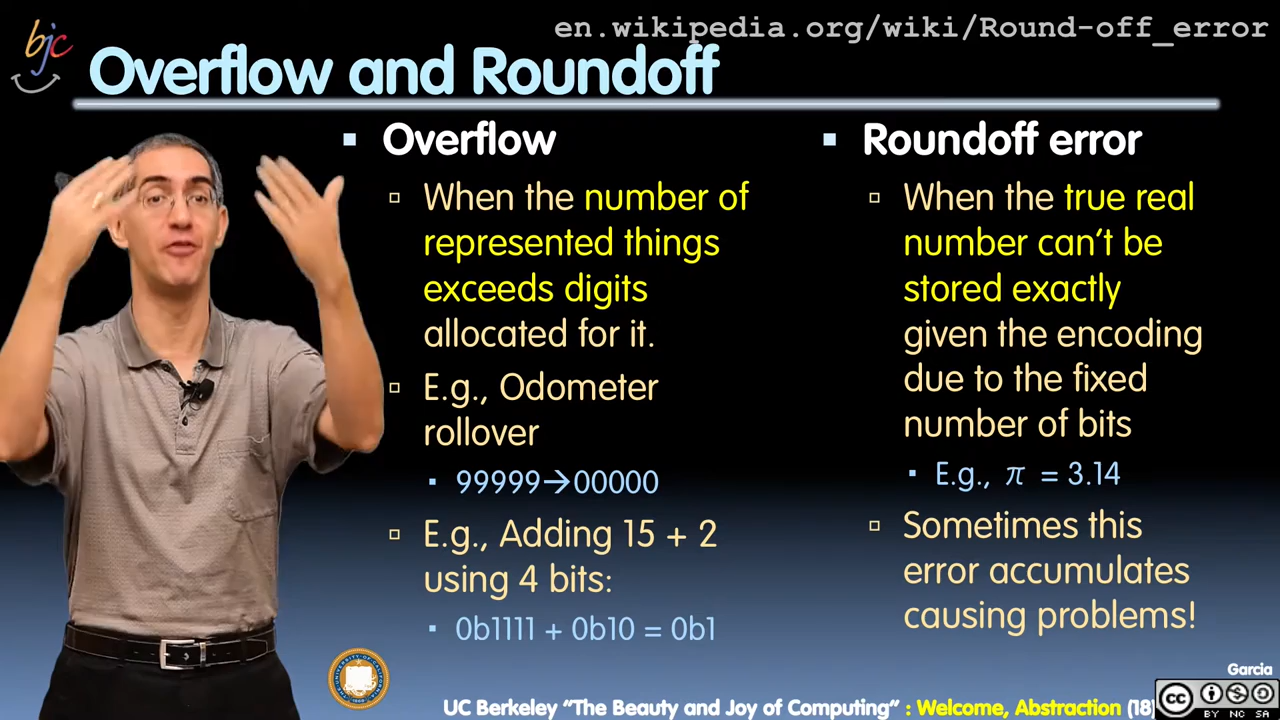 en.wikipedia.org/wiki/Round-off_error
bjc
Overflow and Roundoff
▪ Overflow
▫ When the number of
represented things
exceeds digits
allocated for it.
▫ E.g., Odometer
rollover
▪ 99999→00000
▫ E.g., Adding 15 + 2
using 4 bits:
▪ 0b1111 + 0b10 = 0b1
▪ Roundoff error
▫ When the true real
number can't be
stored exactly
given the encoding
due to the fixed
number of bits
▪ E.g., π = 3.14
▫ Sometimes this
error accumulates
causing problems!
Garcia
UC Berkeley "The Beauty and Joy of Computing" : Welcome, Abstraction (18)
cc
BY NC SA